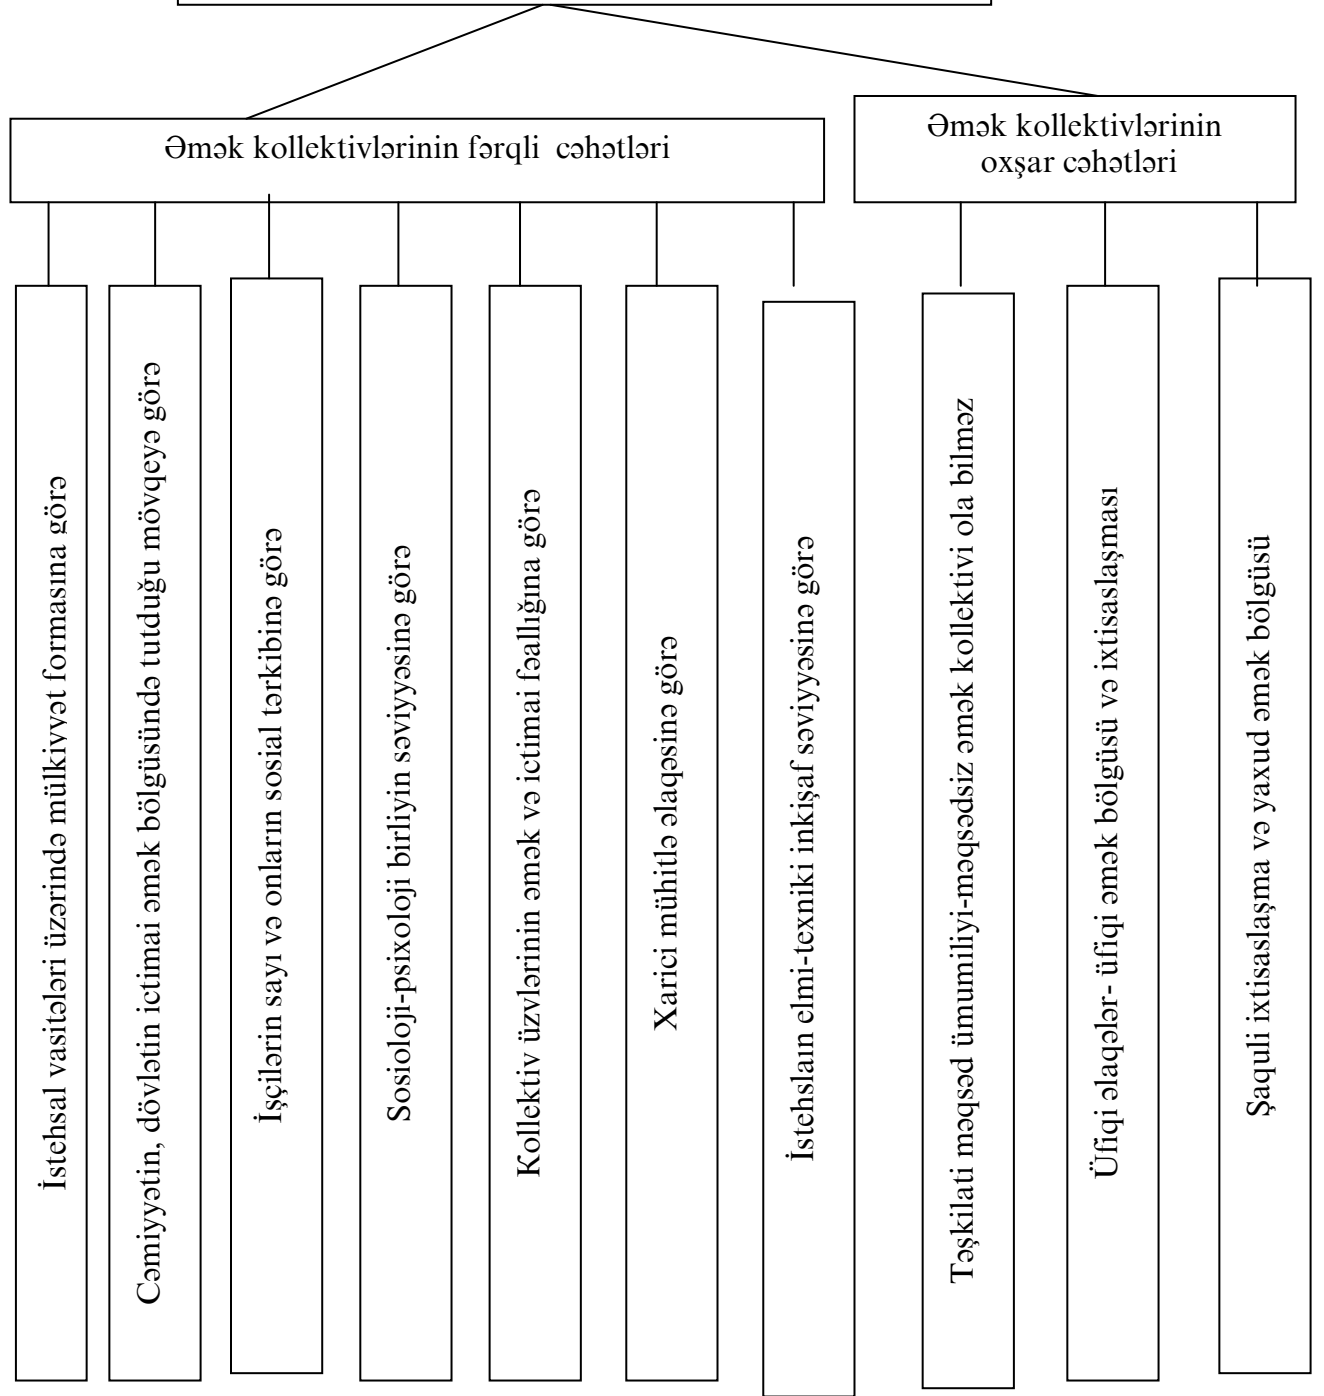 Əmək kollektivlərinin fərqli cəhətləri
Əmək kollektivlərinin
oxşar cəhətləri
İstehsal vasitələri üzərində mülkiyyət formasına görə
Cəmiyyətin, dövlətin ictimai əmək bölgüsündə tutduğu mövqeyə görə
İşçilərin sayı və onların sosial tərkibinə görə
Sosioloji-psixoloji birliyin səviyyəsinə görə
Kollektiv üzvlərinin əmək və ictimai fəallığına görə
Xarici mühitlə əlaqəsinə görə
İstehslaın elmi-texniki inkişaf səviyyəsinə görə
Təşkilati məqsəd ümumiliyi-məqsədsiz əmək kollektivi ola bilməz
Üfiqi əlaqələr- üfiqi əmək bölgüsü və ixtisaslaşması
Şaquli ixtisaslaşma və yaxud əmək bölgüsü